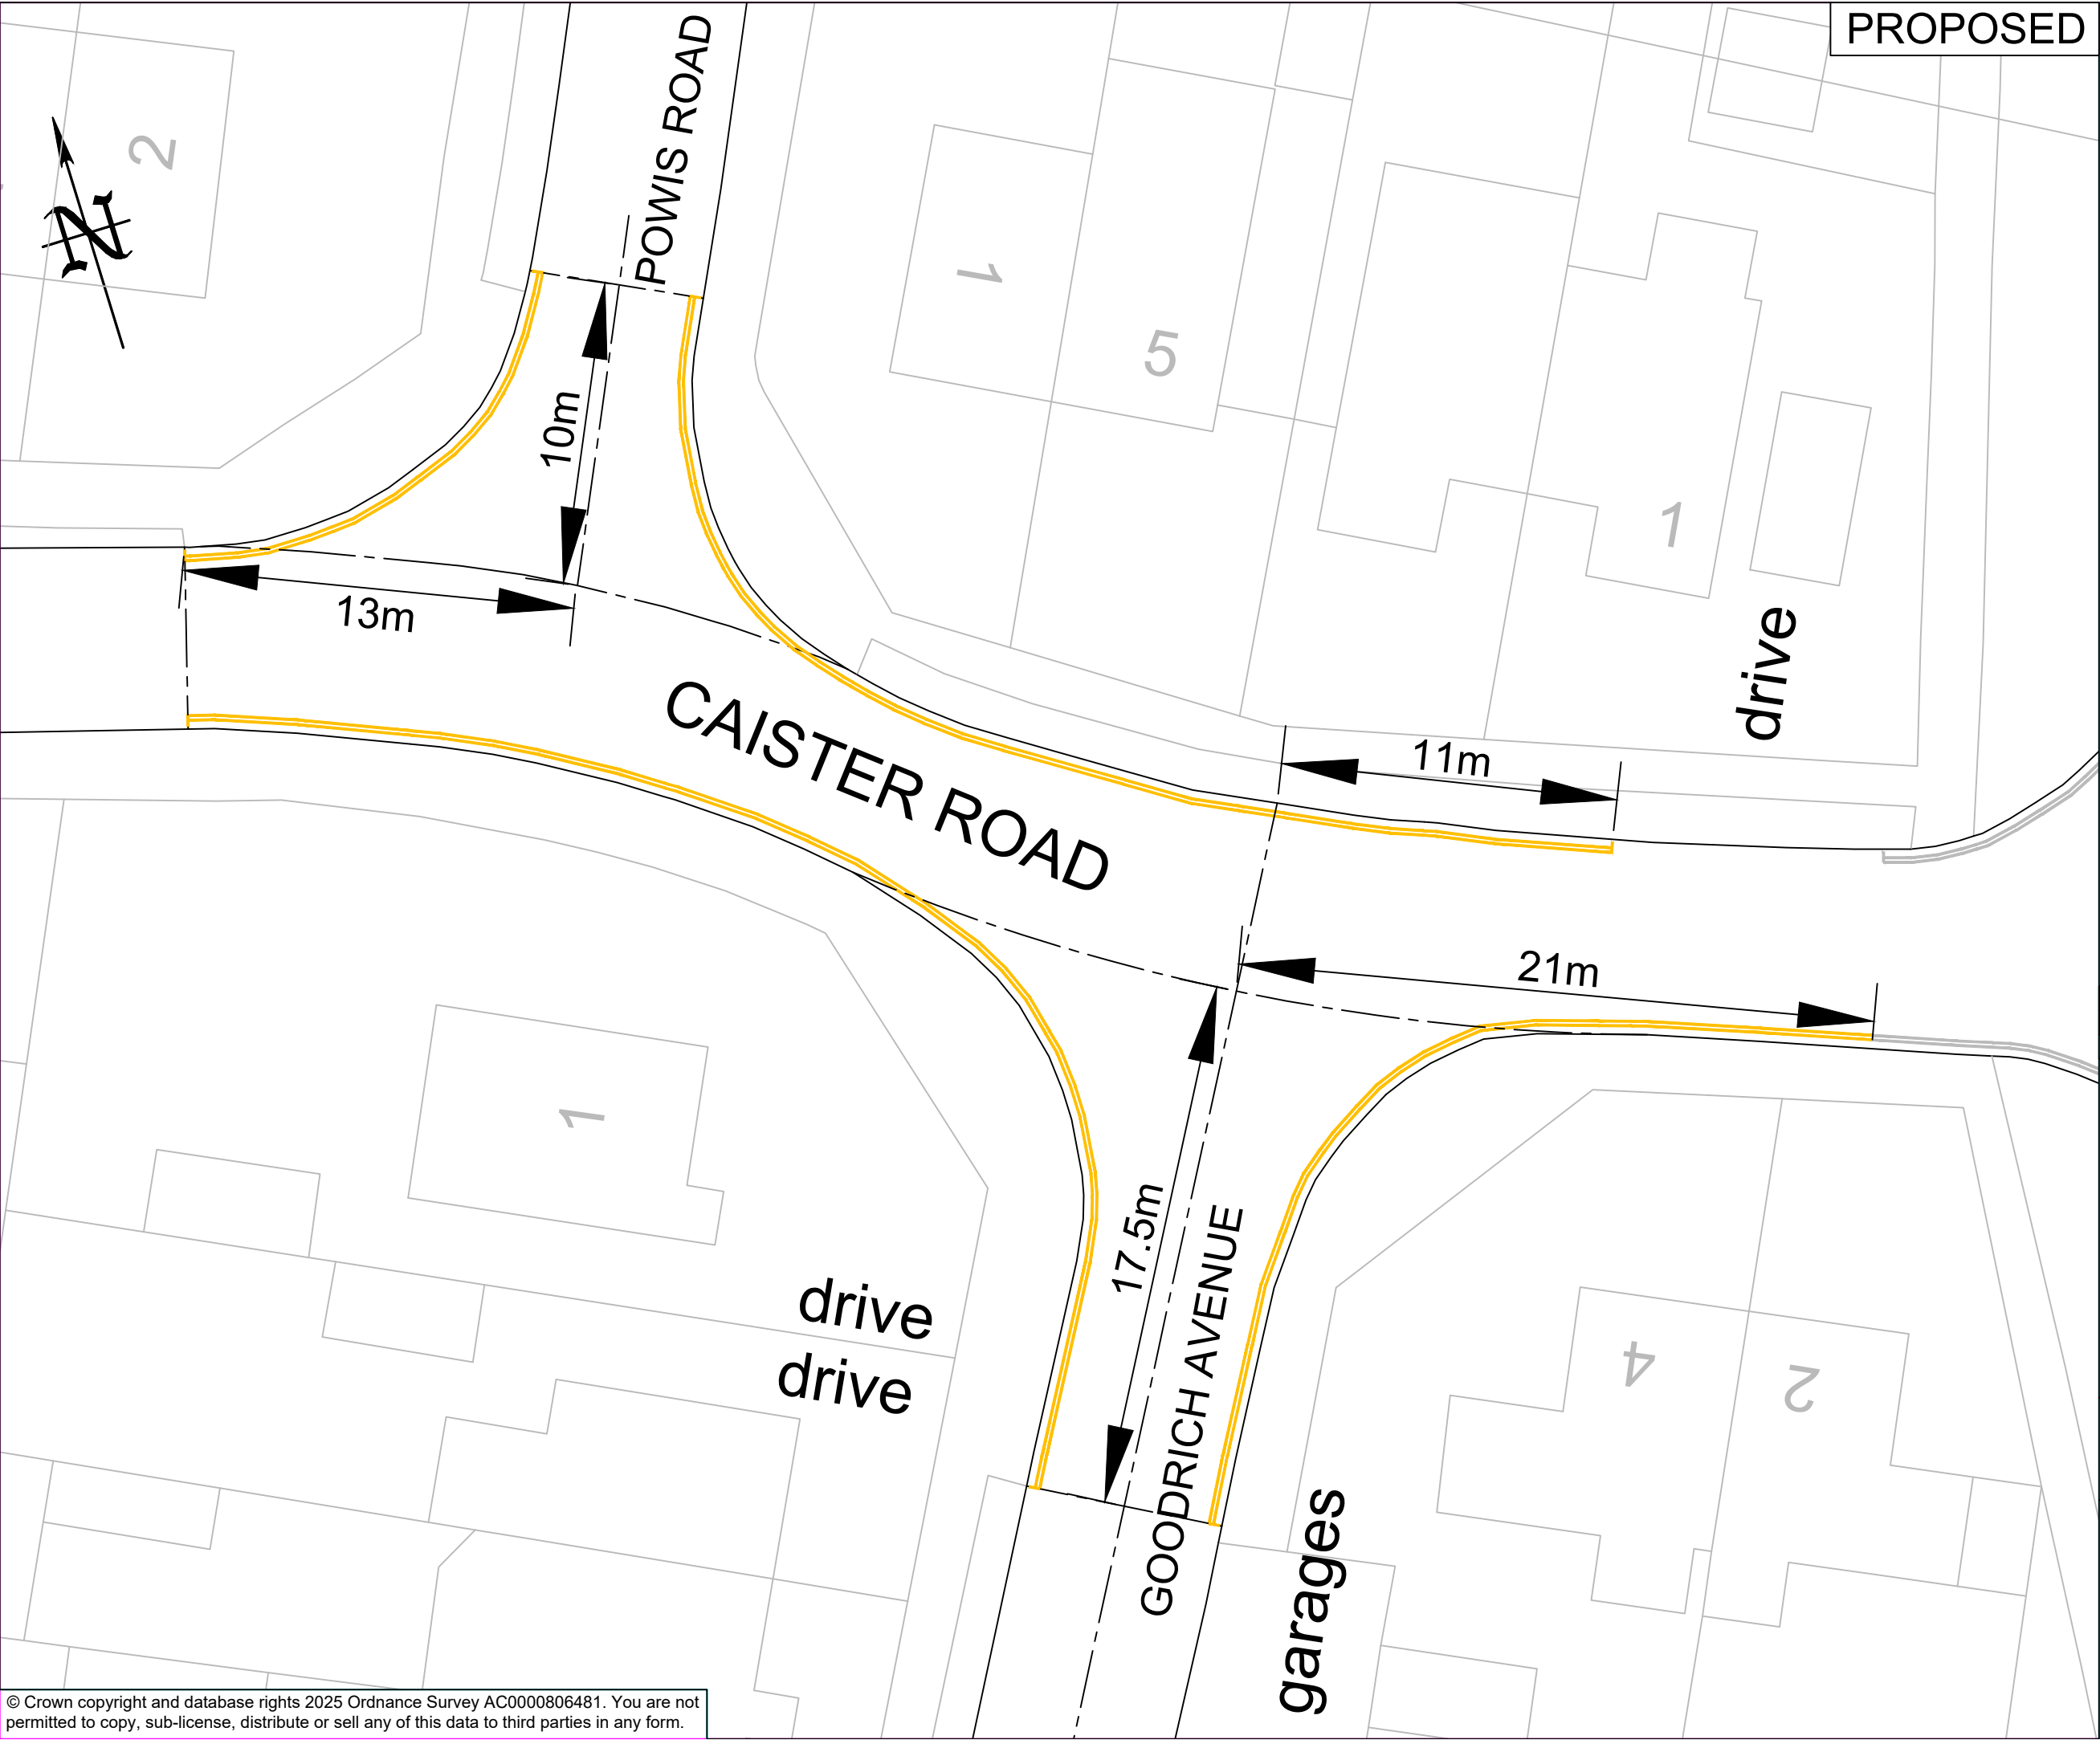 PROPOSED
POWIS ROAD
2
N
1
5
10m
1
drive
13m
CAISTER ROAD
11m
21m
1
17.5m
GOODRICH AVENUE
drive
drive
4
2
garages
© Crown copyright and database rights 2025 Ordnance Survey AC0000806481. You are not
permitted to copy, sub-license, distribute or sell any of this data to third parties in any form.